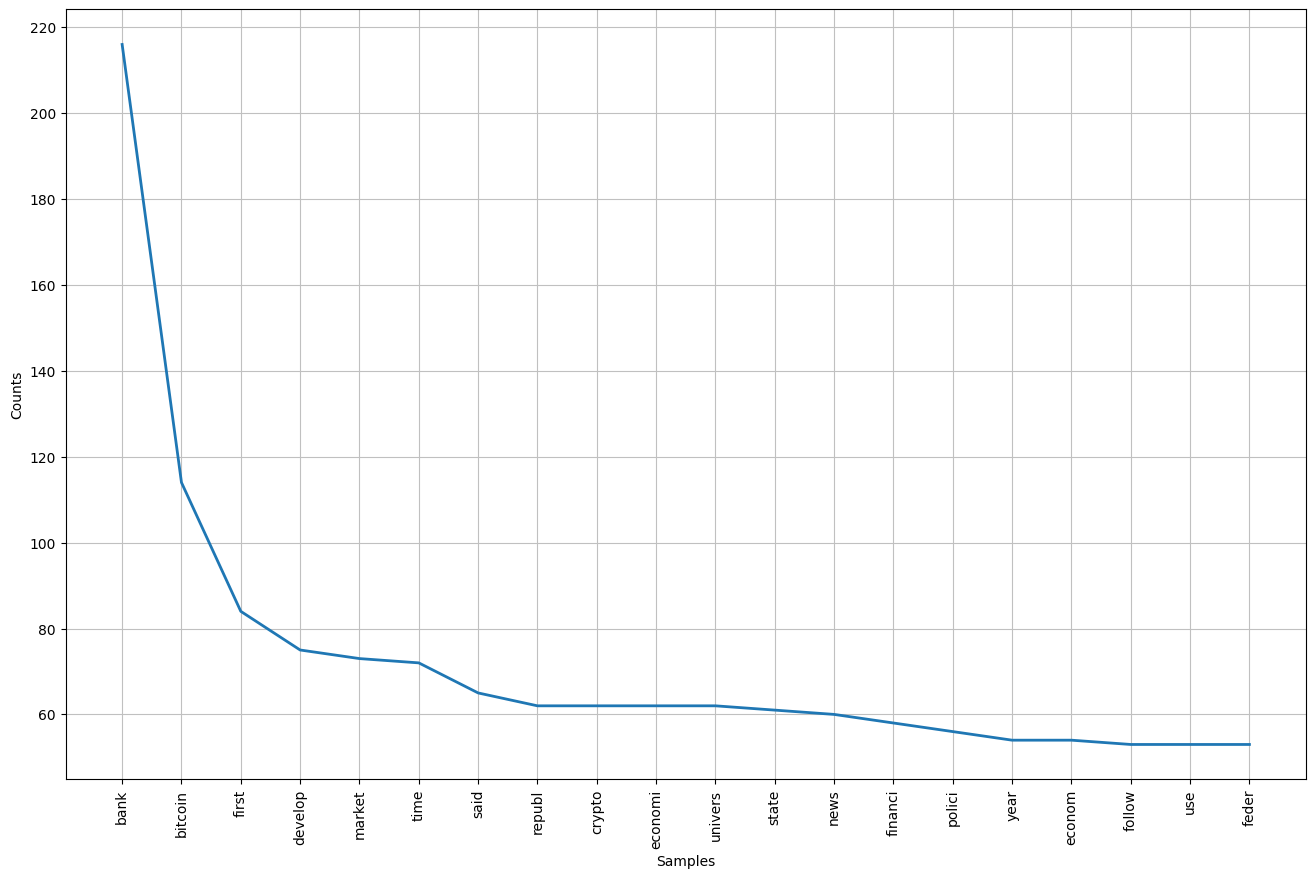 220
200
180
160
140
120
100
80
60
Counts
bank
bitcoin
first
develop
market
time
said
republ
crypto
economi
univers
state
news
financi
polici
year
econom
follow
use
feder
Samples